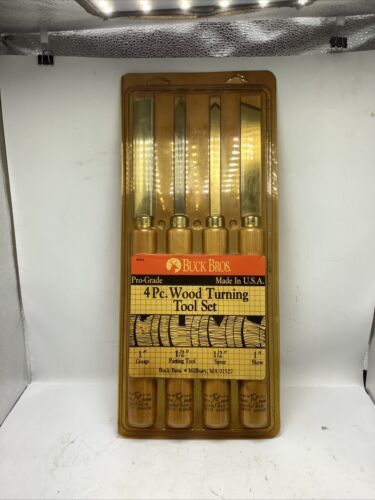 BUCK BROS.
Pro-Grade Made In U.S.A.
4 Pc. Wood Turning
Tool Set
1" 1/2" 1/2" 1"
Gouge Parting Tool Spear Skew
Buck Bros. • Millbury, MA 01527